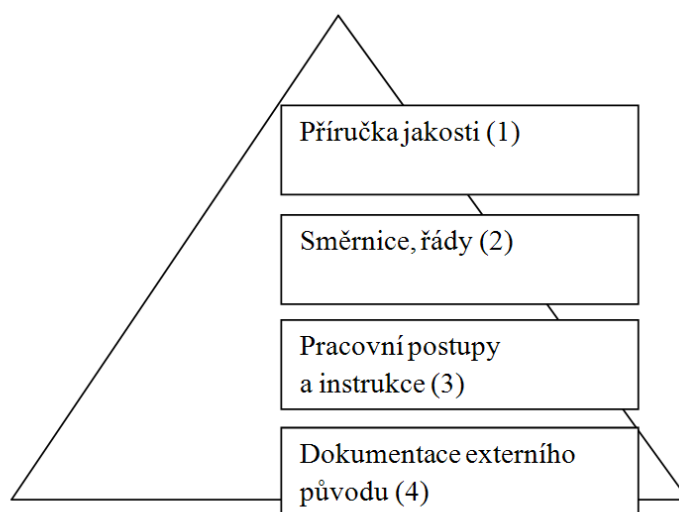 Příručka jakosti (1)
Směrnice, řády (2)
Pracovní postupy
a instrukce (3)
Dokumentace externího
původu (4)